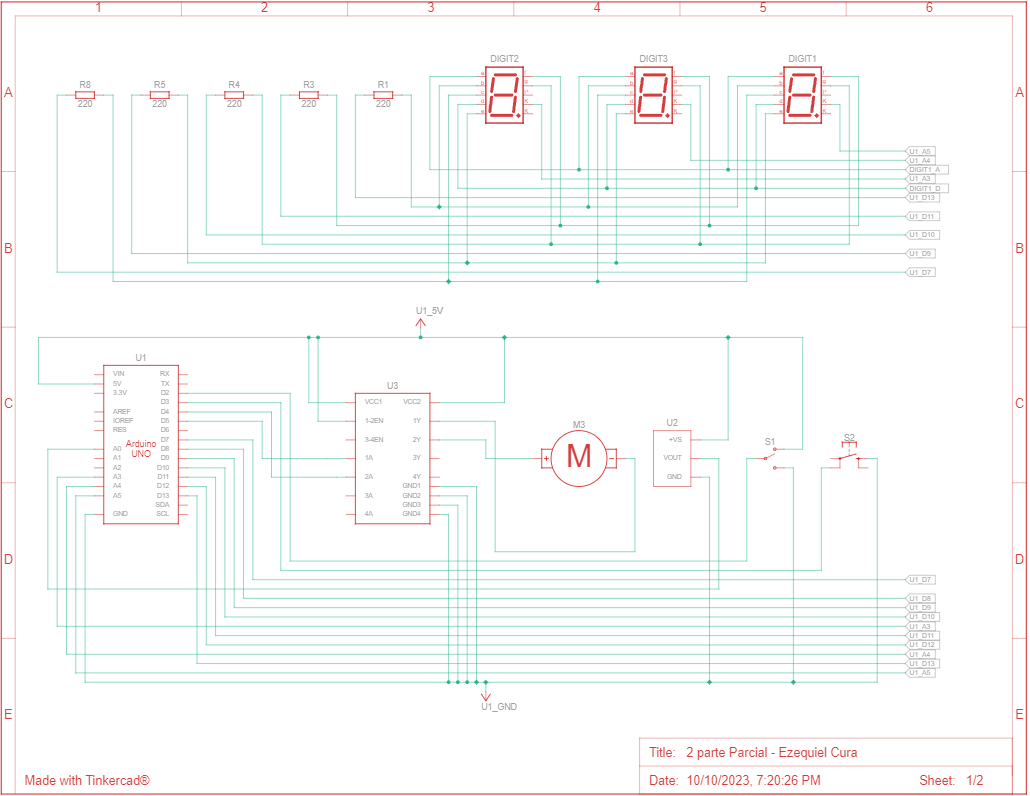 1 2 3 4 5 6
A A
DIGIT2 DIGIT3 DIGIT1
R8 R5 R4 R3 R1
220 220 220 220 220
U1_A5
U1_A4
DIGIT1_A
U1_A3
DIGIT1_D
U1_D13
U1_D11
U1_D10
U1_D9
U1_D7
B B
U1_5V
C C
U1
VIN RX
5V TX
3.3V D2
D3
AREF D4
IOREF D5
RES D6
D7
A0 D8
A1 D9
A2 D10
A3 D11
A4 D12
A5 D13
SDA
GND SCL
Arduino
UNO
U3
VCC1 VCC2
1-2EN 1Y
3-4EN 2Y
1A 3Y
2A 4Y
GND1
3A GND2
GND3
4A GND4
M3
+ M -
U2
+VS
VOUT
GND
S1 S2
D D
U1_D7
U1_D8
U1_D9
U1_D10
U1_A3
U1_D11
U1_D12
U1_A4
U1_D13
U1_A5
U1_GND
E E
Title: 2 parte Parcial - Ezequiel Cura
Made with Tinkercad®
Date: 10/10/2023, 7:20:26 PM Sheet: 1/2